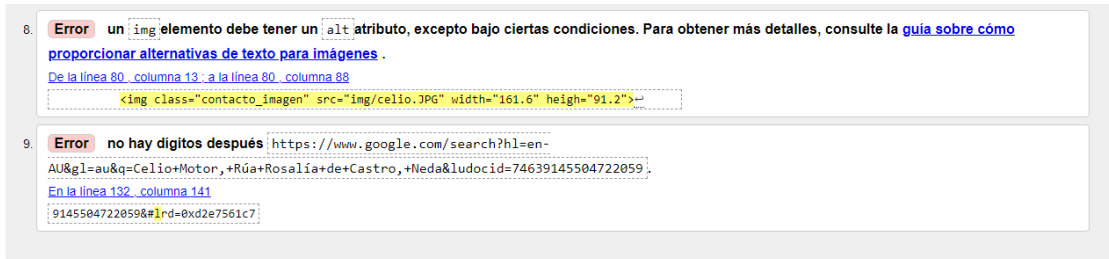 8. Error un img elemento debe tener un alt atributo, excepto bajo ciertas condiciones. Para obtener más detalles, consulte la guía sobre cómo
proporcionar alternativas de texto para imágenes .
De la línea 80 , columna 13 ; a la línea 80 , columna 88
<img class="contacto_imagen" src="img/celio.JPG" width="161.6" heigh="91.2">↩
9. Error no hay dígitos después https://www.google.com/search?hl=en-
AU&gl=au&q=Celio+Motor,+Rúa+Rosalía+de+Castro,+Neda&ludocid=74639145504722059 .
En la línea 132 , columna 141
9145504722059&#lrd=0xd2e7561c7